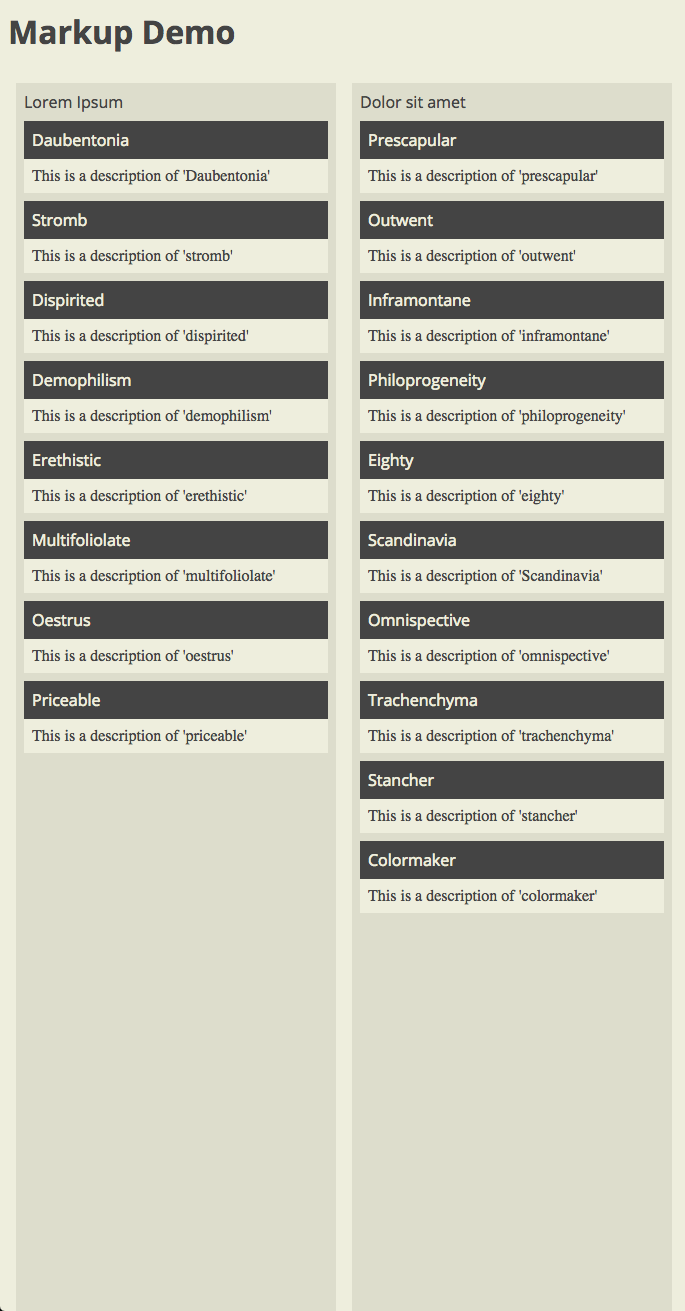 Markup Demo
Lorem Ipsum
Daubentonia
This is a description of 'Daubentonia'
Stromb
This is a description of 'stromb'
Dispirited
This is a description of 'dispirited'
Demophilism
This is a description of 'demophilism'
Erethistic
This is a description of 'erethistic'
Multifoliolate
This is a description of 'multifoliolate'
Oestrus
This is a description of 'oestrus'
Priceable
This is a description of 'priceable'
Dolor sit amet
Prescapular
This is a description of 'prescapular'
Outwent
This is a description of 'outwent'
Inframontane
This is a description of 'inframontane'
Philoprogeneity
This is a description of 'philoprogeneity'
Eighty
This is a description of 'eighty'
Scandinavia
This is a description of 'Scandinavia'
Omnispective
This is a description of 'omnispective'
Trachenchyma
This is a description of 'trachenchyma'
Stancher
This is a description of 'stancher'
Colormaker
This is a description of 'colormaker'